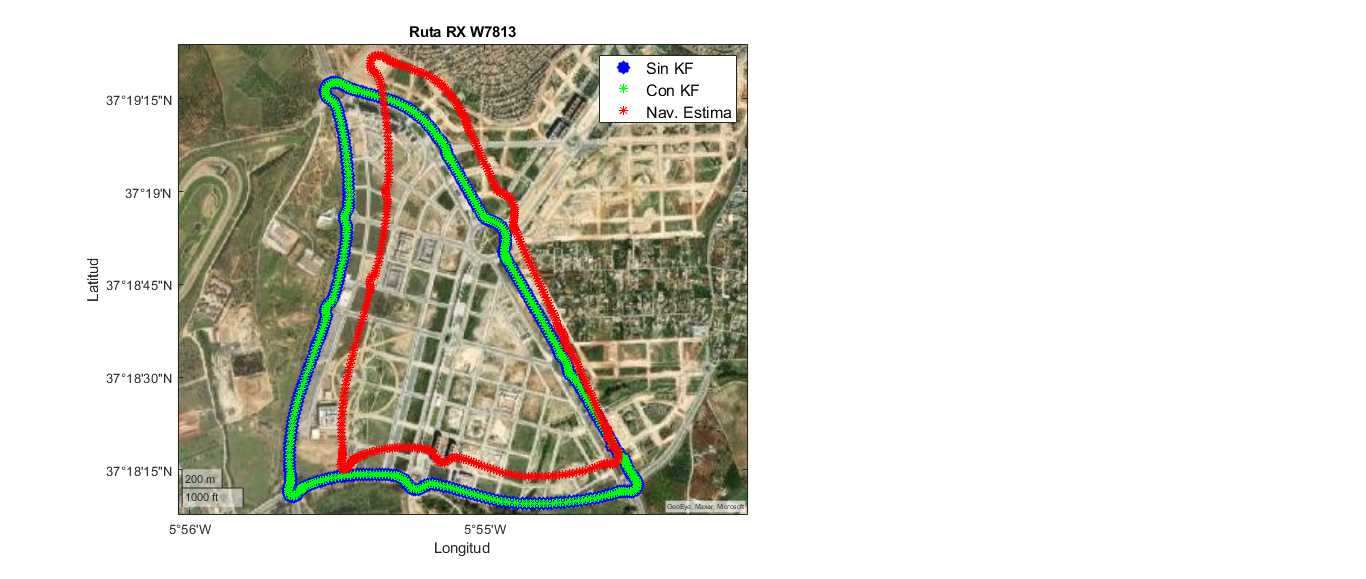 Ruta RX W7813
Sin KF
Con KF
Nav. Estima
37°19'15"N
37°19'N
37°18'45"N
37°18'30"N
37°18'15"N
Latitud
200 m
1000 ft
GeoEye, Maxar, Microsoft
5°56'W
5°55'W
Longitud